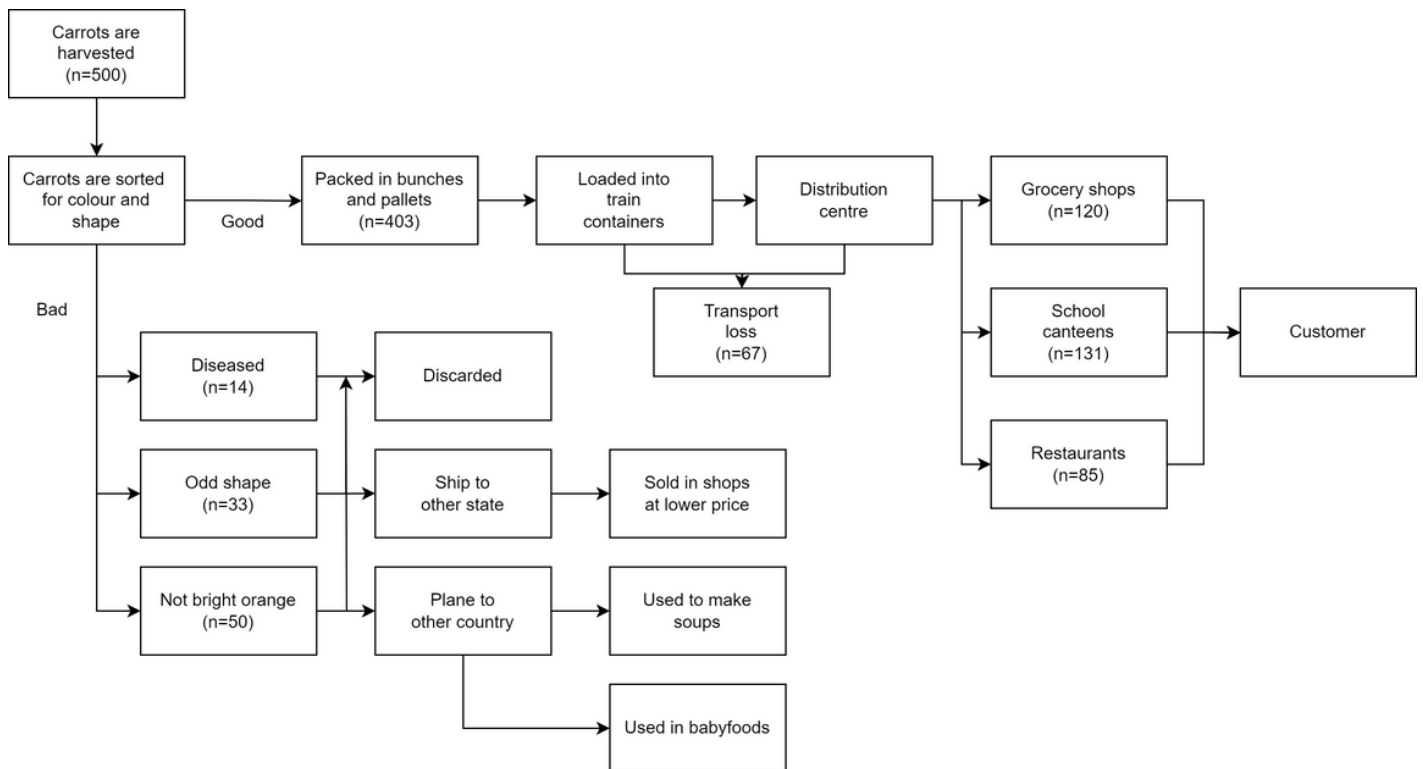 Carrots are
harvested
(n=500)
Carrots are sorted
for colour and
shape
Good
Packed in bunches
and pallets
(n=403)
Loaded into
train
containers
Distribution
centre
Grocery shops
(n=120)
Transport
loss
(n=67)
School
canteens
(n=131)
Customer
Restaurants
(n=85)
Bad
Diseased
(n=14)
Discarded
Odd shape
(n=33)
Ship to
other state
Sold in shops
at lower price
Not bright orange
(n=50)
Plane to
other country
Used to make
soups
Used in babyfoods